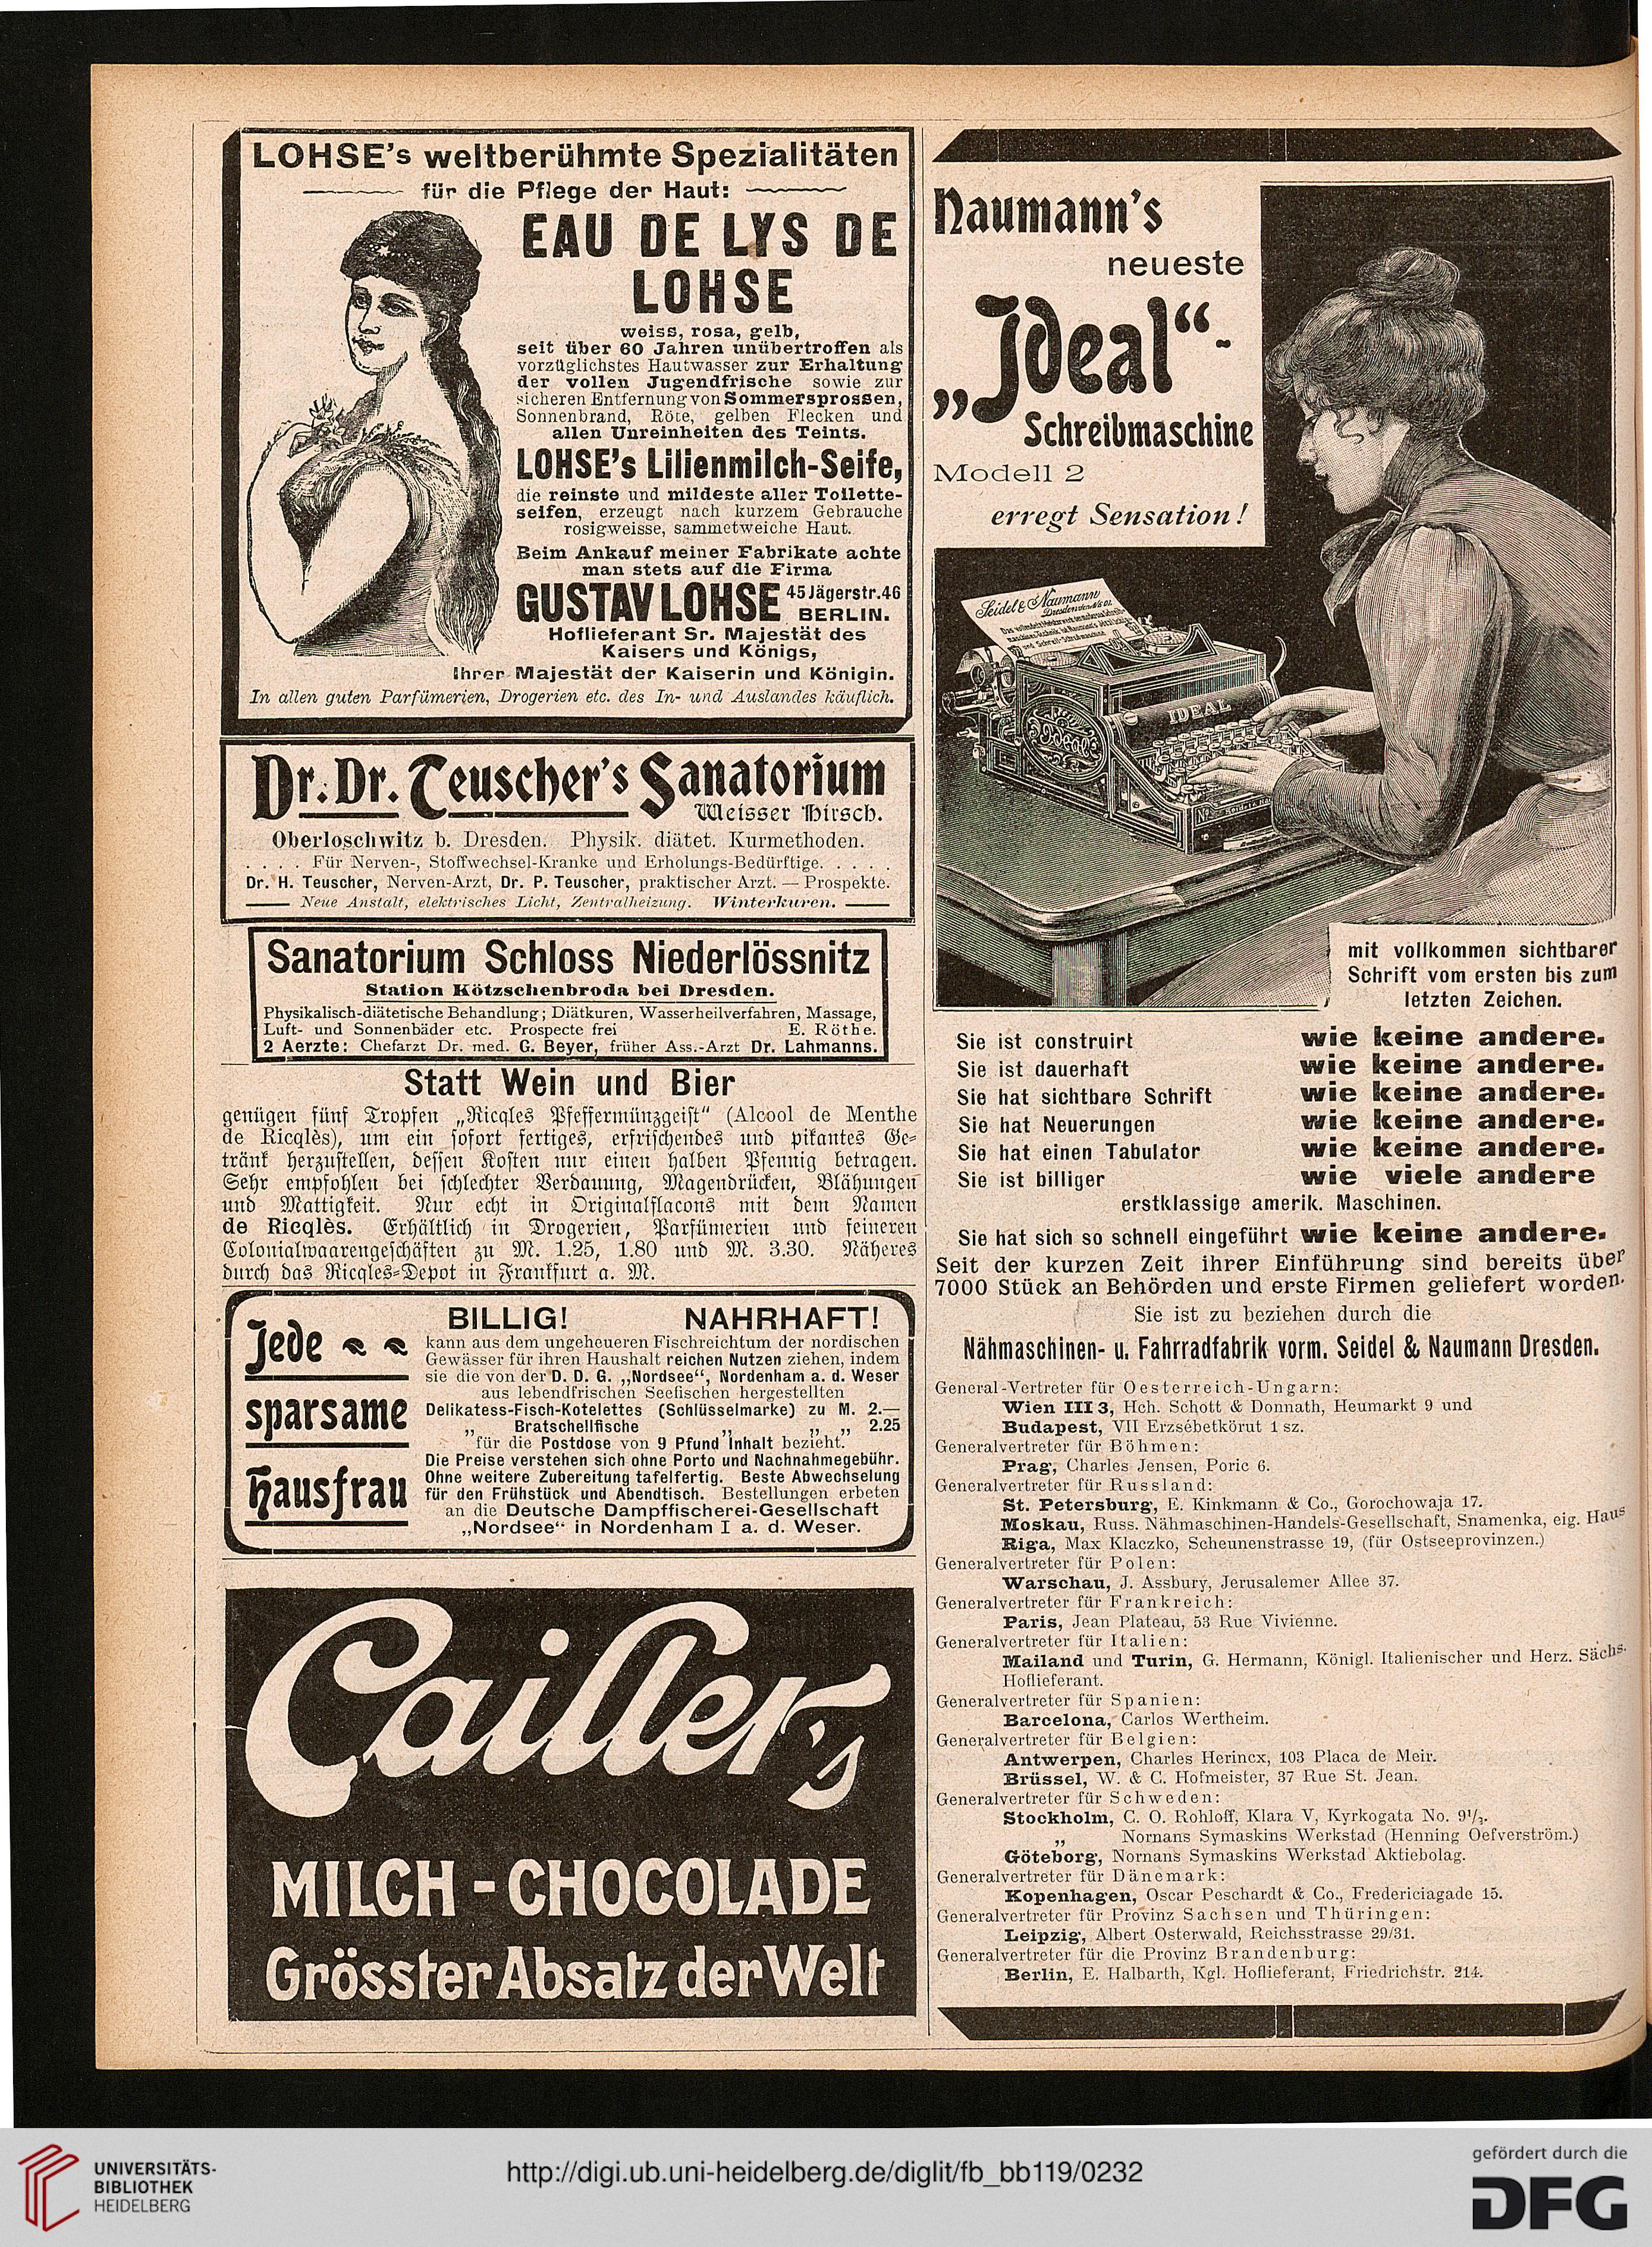 LOHSE's weltberühmte Spezialitäten
für die Pflege der Haut:
EAU DE LYS DE
LOHSE
weiss, rosa, gelb,
seit über 60 Jahren unübertroffen als
vorzüglichstes Hautwasser zur Erhaltung
der vollen Jugendfrische sowie zur
sicheren Entfernung von Sommersprossen,
Sonnenbrand, Röte, gelben Flecken und
allen Unreinheiten des Teints.
LOHSE's Lilienmilch-Seife,
die reinste und mildeste aller Toilette-
seifen, erzeugt nach kurzem Gebrauche
rosigweisse, sammetweiche Haut.
Beim Ankauf meiner Fabrikate achte
man stets auf die Firma
GUSTAV LOHSE 45 Jägerstr. 46
BERLIN.
Hoflieferant Sr. Majestät des
Kaisers und Königs,
Ihrer Majestät der Kaiserin und Königin.
In allen guten Parfümerien, Drogerien etc. des In- und Auslandes käuflich.
Dr. Dr. Teuscher's Sanatorium
Weisser Hirsch.
Oberloschwitz b. Dresden. Physik. diätet. Kurmethoden.
. . . . Für Nerven-, Stoffwechsel-Kranke und Erholungs-Bedürftige. . . . .
Dr. H. Teuscher, Nerven-Arzt, Dr. P. Teuscher, praktischer Arzt. — Prospekte.
Neue Anstalt, elektrisches Licht, Zentralheizung. Winterkuren.
Sanatorium Schloss Niederlössnitz
Station Kötzschenbroda bei Dresden.
Physikalisch-diätetische Behandlung; Diätkuren, Wasserheilverfahren, Massage,
Luft- und Sonnenbäder etc. Prospecte frei E. Röthe.
2 Aerzte: Chefarzt Dr. med. G. Beyer, früher Ass.-Arzt Dr. Lahmanns.
Statt Wein und Bier
genügen fünf Tropfen „Ricqles Pfeffermünzgeist“ (Alcool de Menthe
de Ricqlès), um ein sofort fertiges, erfrischendes und pikantes Ge-
tränk herzustellen, dessen Kosten nur einen halben Pfennig betragen.
Sehr empfohlen bei schlechter Verdauung, Magendrücken, Blähungen
und Mattigkeit. Nur echt in Originalflacons mit dem Namen
de Ricqlès. Erhältlich in Drogerien, Parfümerien und feineren
Colonialwaarengeschäften zu M. 1.25, 1.80 und M. 3.30. Näheres
durch das Ricqles-Depot in Frankfurt a. M.
BILLIG! NAHRHAFT!
Jede
sparsame
Hausfrau
kann aus dem ungeheueren Fischreichtum der nordischen
Gewässer für ihren Haushalt reichen Nutzen ziehen, indem
sie die von der D. D. G. „Nordsee“, Nordenham a. d. Weser
aus lebendfrischen Seefischen hergestellten
Delikatess-Fisch-Kotelettes (Schlüsselmarke) zu M. 2.—
„ Bratschellfische „ „ „ 2.25
für die Postdose von 9 Pfund Inhalt bezieht.
Die Preise verstehen sich ohne Porto und Nachnahmegebühr.
Ohne weitere Zubereitung tafelfertig. Beste Abwechselung
für den Frühstück und Abendtisch. Bestellungen erbeten
an die Deutsche Dampffischerei-Gesellschaft
„Nordsee“ in Nordenham I a. d. Weser.
Cailler's
MILCH - CHOCOLADE
Grösster Absatz der Welt
Naumann's
neueste
„Ideal“-
Schreibmaschine
Modell 2
erregt Sensation!
Seidel & Naumann
IDEAL
Ideal
mit vollkommen sichtbarer
Schrift vom ersten bis zum
letzten Zeichen.
Sie ist construirt wie keine andere.
Sie ist dauerhaft wie keine andere.
Sie hat sichtbare Schrift wie keine andere.
Sie hat Neuerungen wie keine andere.
Sie hat einen Tabulator wie keine andere.
Sie ist billiger wie viele andere
erstklassige amerik. Maschinen.
Sie hat sich so schnell eingeführt wie keine andere.
Seit der kurzen Zeit ihrer Einführung sind bereits über
7000 Stück an Behörden und erste Firmen geliefert worden.
Sie ist zu beziehen durch die
Nähmaschinen- u. Fahrradfabrik vorm. Seidel & Naumann Dresden.
General-Vertreter für Oesterreich-Ungarn:
Wien III 3, Hch. Schott & Donnath, Heumarkt 9 und
Budapest, VII Erzsébetkörut 1 sz.
Generalvertreter für Böhmen:
Prag, Charles Jensen, Poric 6.
Generalvertreter für Russland:
St. Petersburg, E. Kinkmann & Co., Gorochowaja 17.
Moskau, Russ. Nähmaschinen-Handels-Gesellschaft, Snamenka, eig. Haus
Riga, Max Klaczko, Scheunenstrasse 19, (für Ostseeprovinzen.)
Generalvertreter für Polen:
Warschau, J. Assbury, Jerusalemer Allee 37.
Generalvertreter für Frankreich:
Paris, Jean Plateau, 53 Rue Vivienne.
Generalvertreter für Italien:
Mailand und Turin, G. Hermann, Königl. Italienischer und Herz. Sächs.
Hoflieferant.
Generalvertreter für Spanien:
Barcelona, Carlos Wertheim.
Generalvertreter für Belgien:
Antwerpen, Charles Herincx, 103 Placa de Meir.
Brüssel, W. & C. Hofmeister, 37 Rue St. Jean.
Generalvertreter für Schweden:
Stockholm, C. O. Rohloff, Klara V, Kyrkogata No. 9½.
„ Nornans Symaskins Werkstad (Henning Oefverström.)
Göteborg, Nornans Symaskins Werkstad Aktiebolag.
Generalvertreter für Dänemark:
Kopenhagen, Oscar Peschardt & Co., Fredericiagade 15.
Generalvertreter für Provinz Sachsen und Thüringen:
Leipzig, Albert Osterwald, Reichsstrasse 29/31.
Generalvertreter für die Provinz Brandenburg:
Berlin, E. Halbarth, Kgl. Hoflieferant, Friedrichstr. 214.
UNIVERSITÄTS-
BIBLIOTHEK
HEIDELBERG
http://digi.ub.uni-heidelberg.de/diglit/fb_bb119/0232
gefördert durch die
DFG